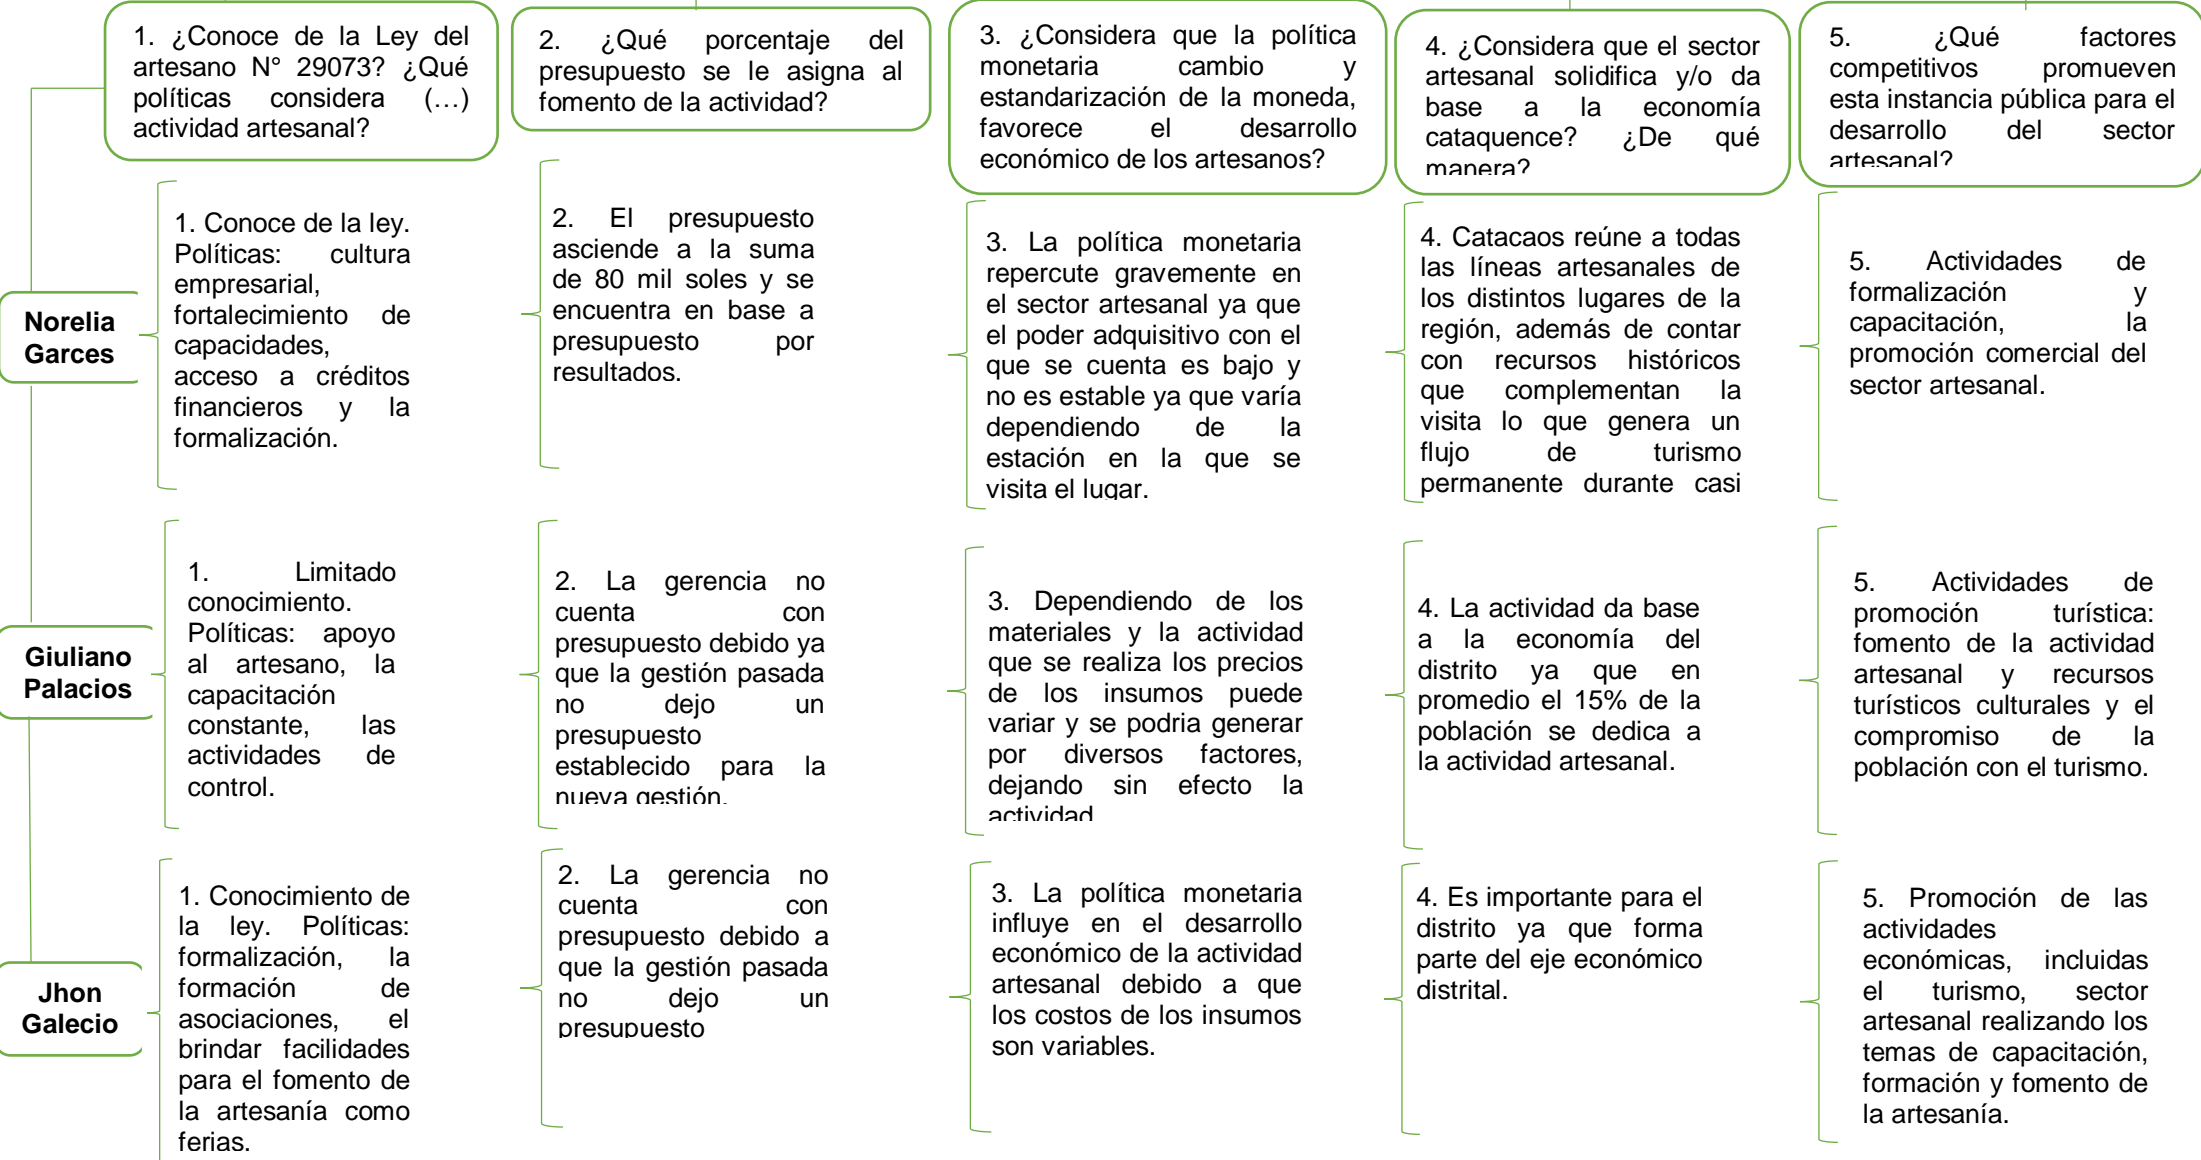 1. ¿Conoce de la Ley del
artesano N° 29073? ¿Qué
políticas considera (…)
actividad artesanal?
2. ¿Qué porcentaje del
presupuesto se le asigna al
fomento de la actividad?
3. ¿Considera que la política
monetaria cambio y
estandarización de la moneda,
favorece el desarrollo
económico de los artesanos?
4. ¿Considera que el sector
artesanal solidifica y/o da
base a la economía
cataquence? ¿De qué
manera?
5. ¿Qué factores
competitivos promueven
esta instancia pública para el
desarrollo del sector
artesanal?
Norelia
Garces
1. Conoce de la ley.
Políticas: cultura
empresarial,
fortalecimiento de
capacidades,
acceso a créditos
financieros y la
formalización.
2. El presupuesto
asciende a la suma
de 80 mil soles y se
encuentra en base a
presupuesto por
resultados.
3. La política monetaria
repercute gravemente en
el sector artesanal ya que
el poder adquisitivo con el
que se cuenta es bajo y
no es estable ya que varía
dependiendo de la
estación en la que se
visita el lugar.
4. Catacaos reúne a todas
las líneas artesanales de
los distintos lugares de la
región, además de contar
con recursos históricos
que complementan la
visita lo que genera un
flujo de turismo
permanente durante casi
5. Actividades de
formalización y
capacitación, la
promoción comercial del
sector artesanal.
Giuliano
Palacios
1. Limitado
conocimiento.
Políticas: apoyo
al artesano, la
capacitación
constante, las
actividades de
control.
2. La gerencia no
cuenta con
presupuesto debido ya
que la gestión pasada
no dejo un
presupuesto
establecido para la
nueva gestión.
3. Dependiendo de los
materiales y la actividad
que se realiza los precios
de los insumos puede
variar y se podria generar
por diversos factores,
dejando sin efecto la
actividad
4. La actividad da base
a la economía del
distrito ya que en
promedio el 15% de la
población se dedica a
la actividad artesanal.
5. Actividades de
promoción turística:
fomento de la actividad
artesanal y recursos
turísticos culturales y el
compromiso de la
población con el turismo.
Jhon
Galecio
1. Conocimiento de
la ley. Políticas:
formalización, la
formación de
asociaciones, el
brindar facilidades
para el fomento de
la artesanía como
ferias.
2. La gerencia no
cuenta con
presupuesto debido a
que la gestión pasada
no dejo un
presupuesto
3. La política monetaria
influye en el desarrollo
económico de la actividad
artesanal debido a que
los costos de los insumos
son variables.
4. Es importante para el
distrito ya que forma
parte del eje económico
distrital.
5. Promoción de las
actividades
económicas, incluidas
el turismo, sector
artesanal realizando los
temas de capacitación,
formación y fomento de
la artesanía.